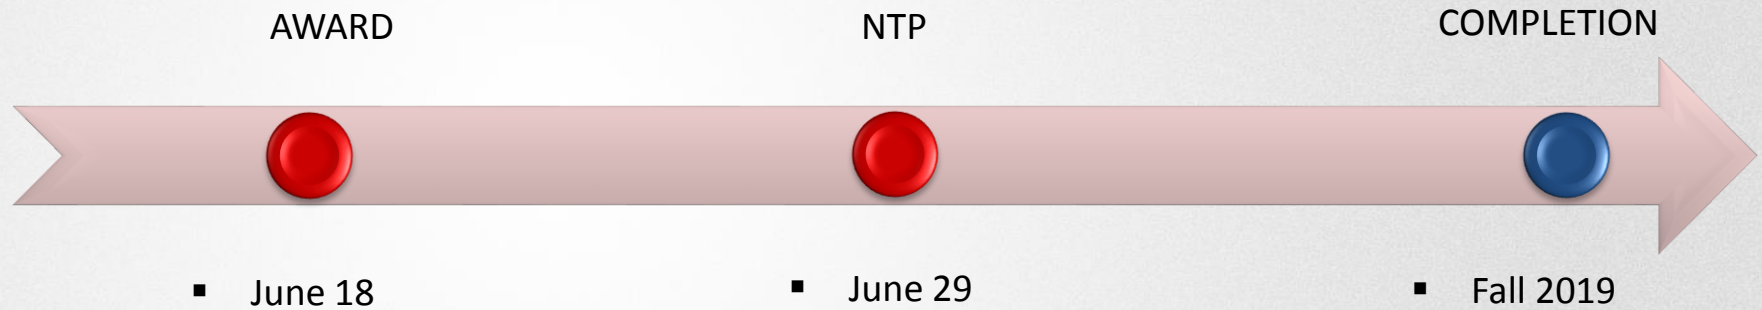 AWARD
NTP
COMPLETION
▪ June 18
▪ June 29
▪ Fall 2019